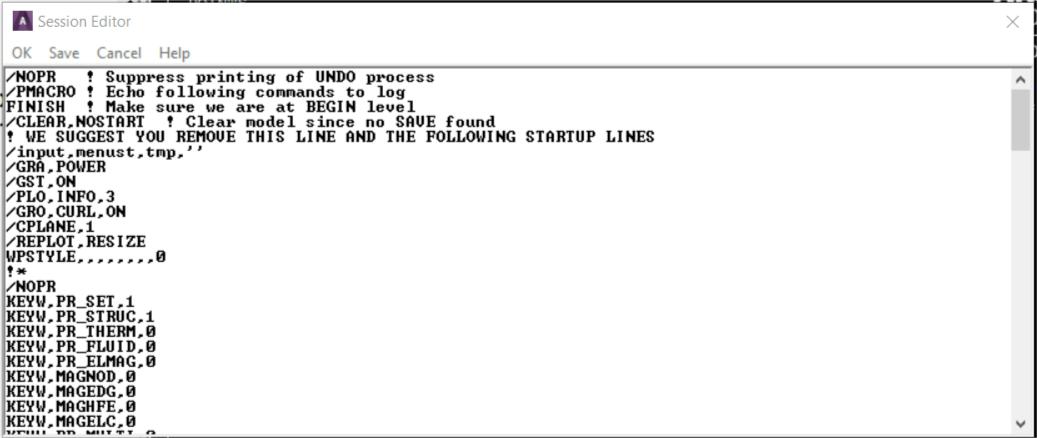 Session Editor
OK Save Cancel Help
/NOPR ! Suppress printing of UNDO process
/PMACRO ! Echo following commands to log
FINISH ! Make sure we are at BEGIN level
/CLEAR,NOSTART ! Clear model since no SAVE found
! WE SUGGEST YOU REMOVE THIS LINE AND THE FOLLOWING STARTUP LINES
/input,menust,tmp,''
/GRA,POWER
/GST,ON
/PLO,INFO,3
/GRO,CURL,ON
/CPLANE,1
/REPLOT,RESIZE
WPSTYLE,,,,,,,,0
!*
/NOPR
KEYW,PR_SET,1
KEYW,PR_STRUC,1
KEYW,PR_THERM,0
KEYW,PR_FLUID,0
KEYW,PR_ELMAG,0
KEYW,MAGNOD,0
KEYW,MAGEDG,0
KEYW,MAGHFE,0
KEYW,MAGELC,0
KEYW,PR_MULTI,0